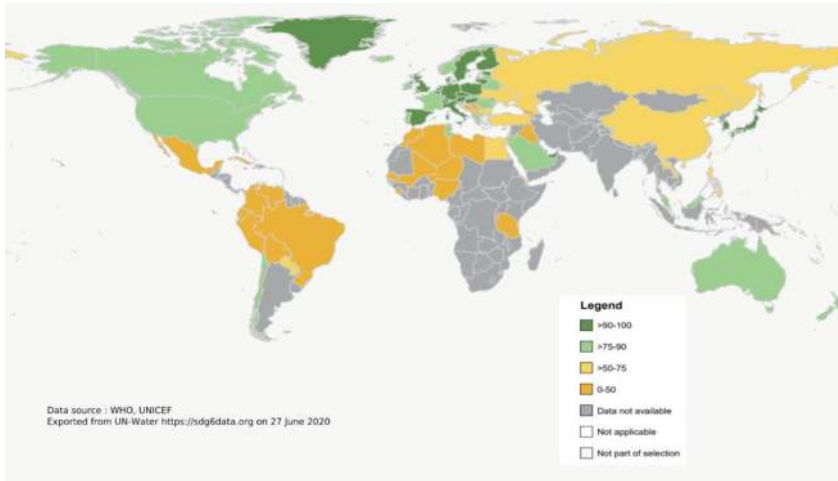 Legend
>90-100
>75-90
>50-75
0-50
Data not available
Not applicable
Not part of selection
Data source : WHO, UNICEF
Exported from UN-Water https://sdg6data.org on 27 June 2020